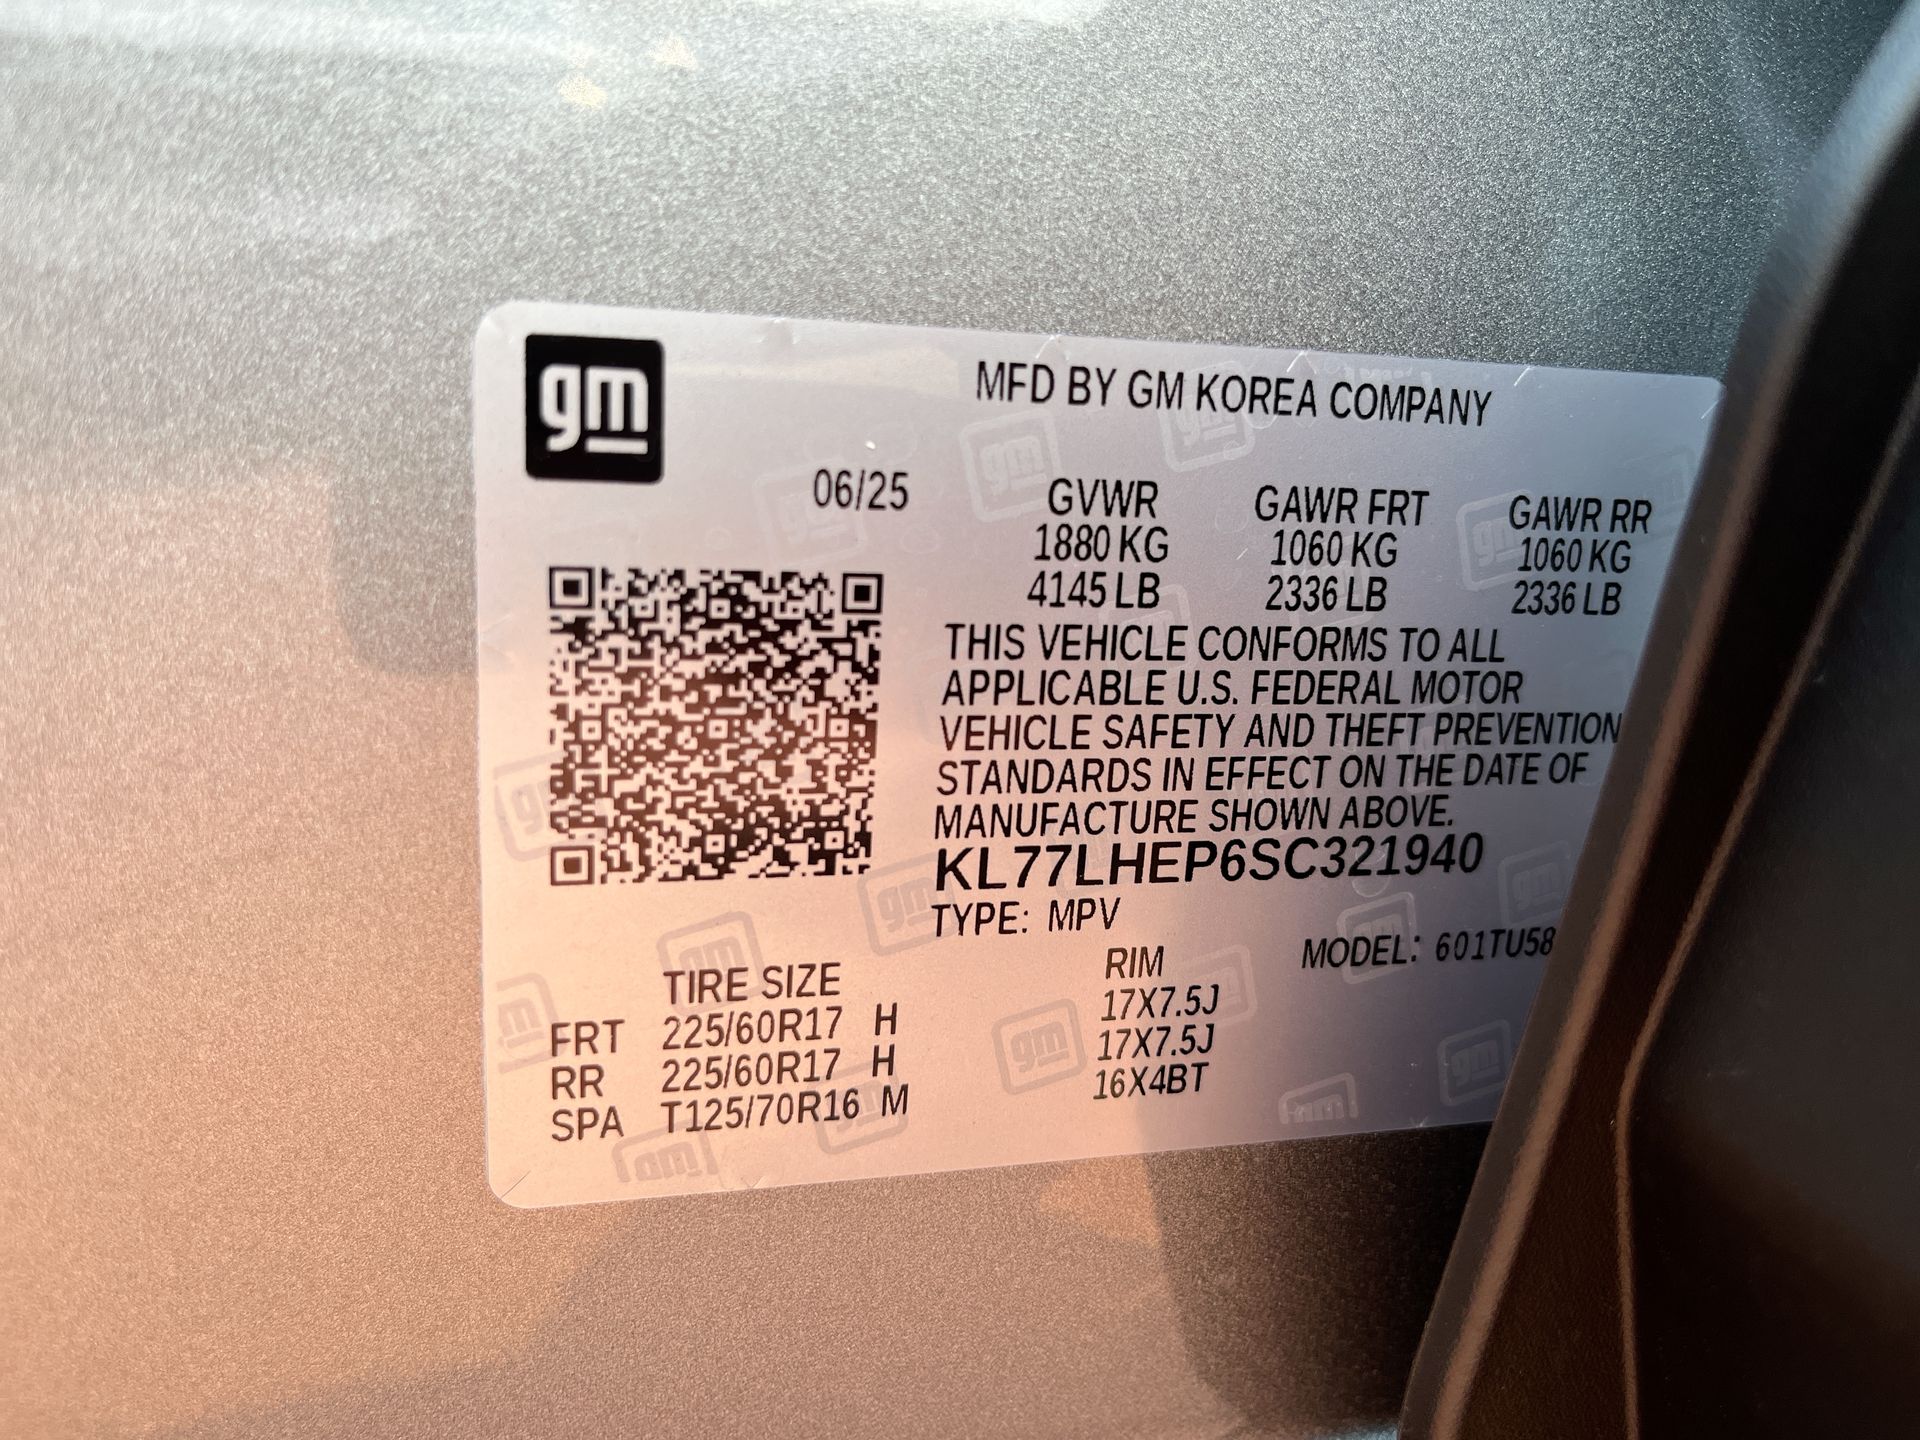 gm
MFD BY GM KOREA COMPANY
06/25
GVWR GAWR FRT GAWR RR
1880 KG 1060 KG 1060 KG
4145 LB 2336 LB 2336 LB
THIS VEHICLE CONFORMS TO ALL
APPLICABLE U.S. FEDERAL MOTOR
VEHICLE SAFETY AND THEFT PREVENTION
STANDARDS IN EFFECT ON THE DATE OF
MANUFACTURE SHOWN ABOVE.
KL77LHEP6SC321940
TYPE: MPV
MODEL: 601TU58
TIRE SIZE RIM
FRT 225/60R17 H 17X7.5J
RR 225/60R17 H 17X7.5J
SPA T125/70R16 M 16X4BT